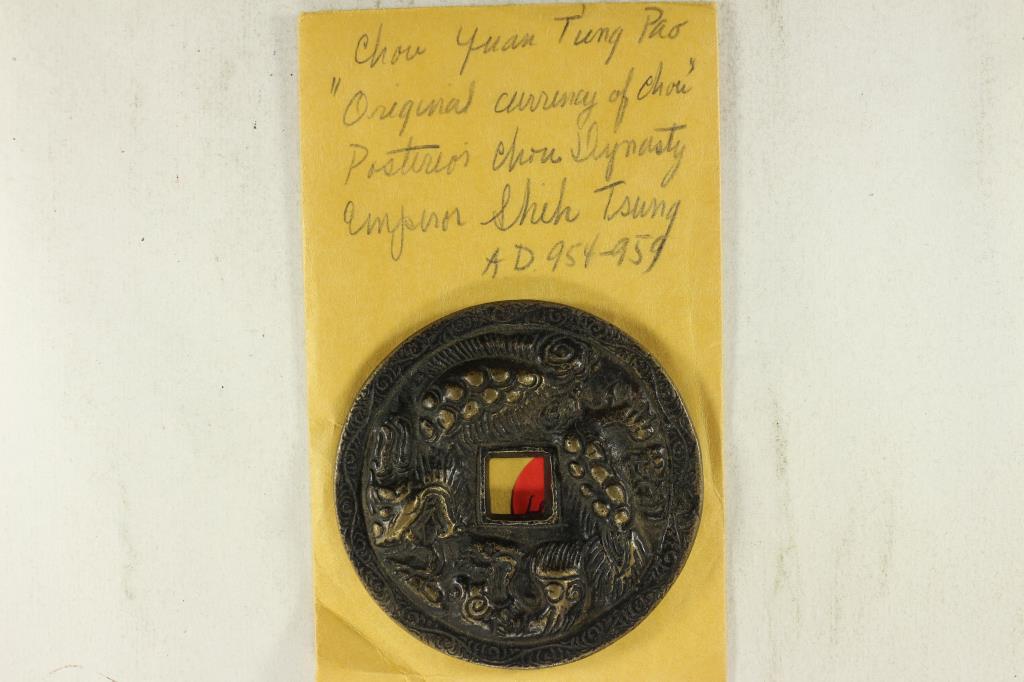 Chou Yuan Tung Pao
"Original currency of Chou"
Posterior Chou Dynasty
Emperor Shih Tsung
A D. 954-959